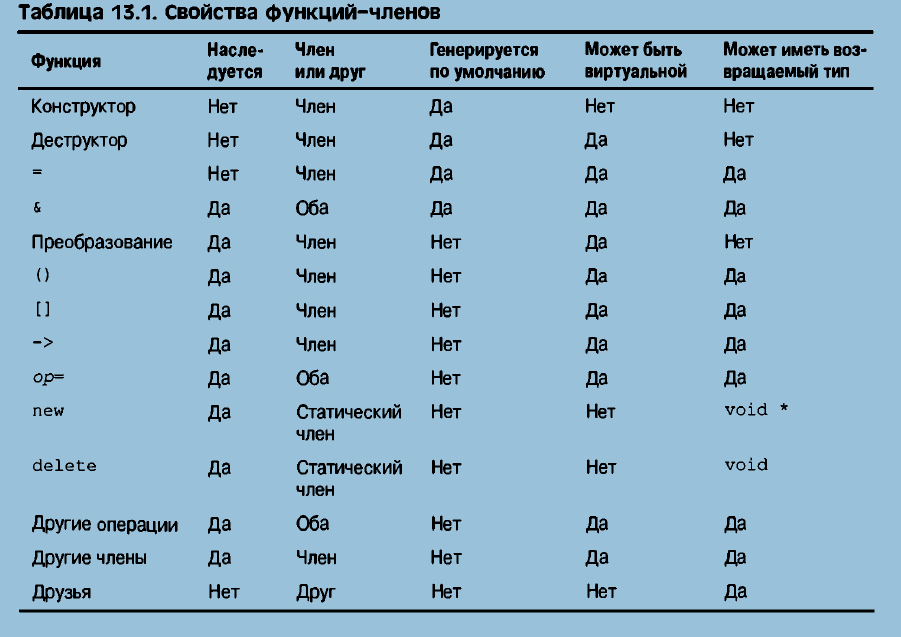 Таблица 13.1. Свойства функций-членов
Функция Насле- Член Генерируется Может быть Может иметь воз-
дуется или друг по умолчанию виртуальной вращаемый тип
Конструктор Нет Член Да Нет Нет
Деструктор Нет Член Да Да Нет
= Нет Член Да Да Да
& Да Оба Да Да Да
Преобразование Да Член Нет Да Нет
() Да Член Нет Да Да
[] Да Член Нет Да Да
-> Да Член Нет Да Да
op= Да Оба Нет Да Да
new Да Статический Нет Нет void *
член
delete Да Статический Нет Нет void
член
Другие операции Да Оба Нет Да Да
Другие члены Да Член Нет Да Да
Друзья Нет Друг Нет Нет Да